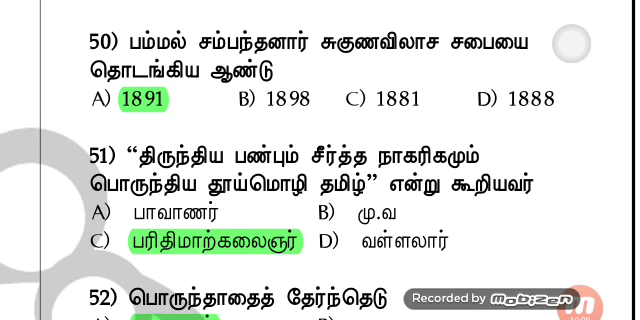 50) பம்மல் சம்பந்தனார் சுகுணவிலாச சபையை
தொடங்கிய ஆண்டு
A) 1891 B) 1898 C) 1881 D) 1888
51) “திருந்திய பண்பும் சீர்த்த நாகரிகமும்
பொருந்திய தூய்மொழி தமிழ்” என்று கூறியவர்
A) பாவாணர் B) மு.வ
C) பரிதிமாற்கலைஞர் D) வள்ளலார்
52) பொருந்தாதைத் தேர்ந்தெடு
Recorded by Mobizen